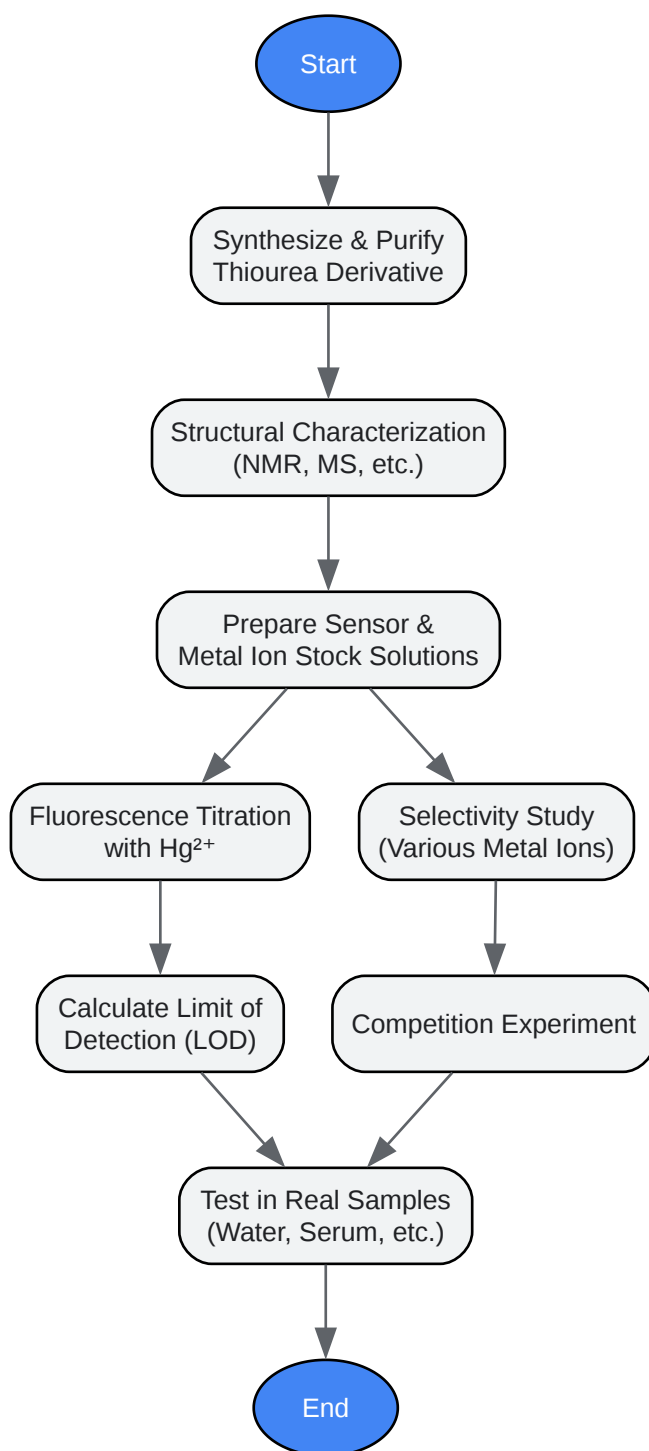 Start
Synthesize & Purify
Thiourea Derivative
Structural Characterization
(NMR, MS, etc.)
Prepare Sensor &
Metal Ion Stock Solutions
Fluorescence Titration
with Hg²⁺
Selectivity Study
(Various Metal Ions)
Calculate Limit of
Detection (LOD)
Competition Experiment
Test in Real Samples
(Water, Serum, etc.)
End